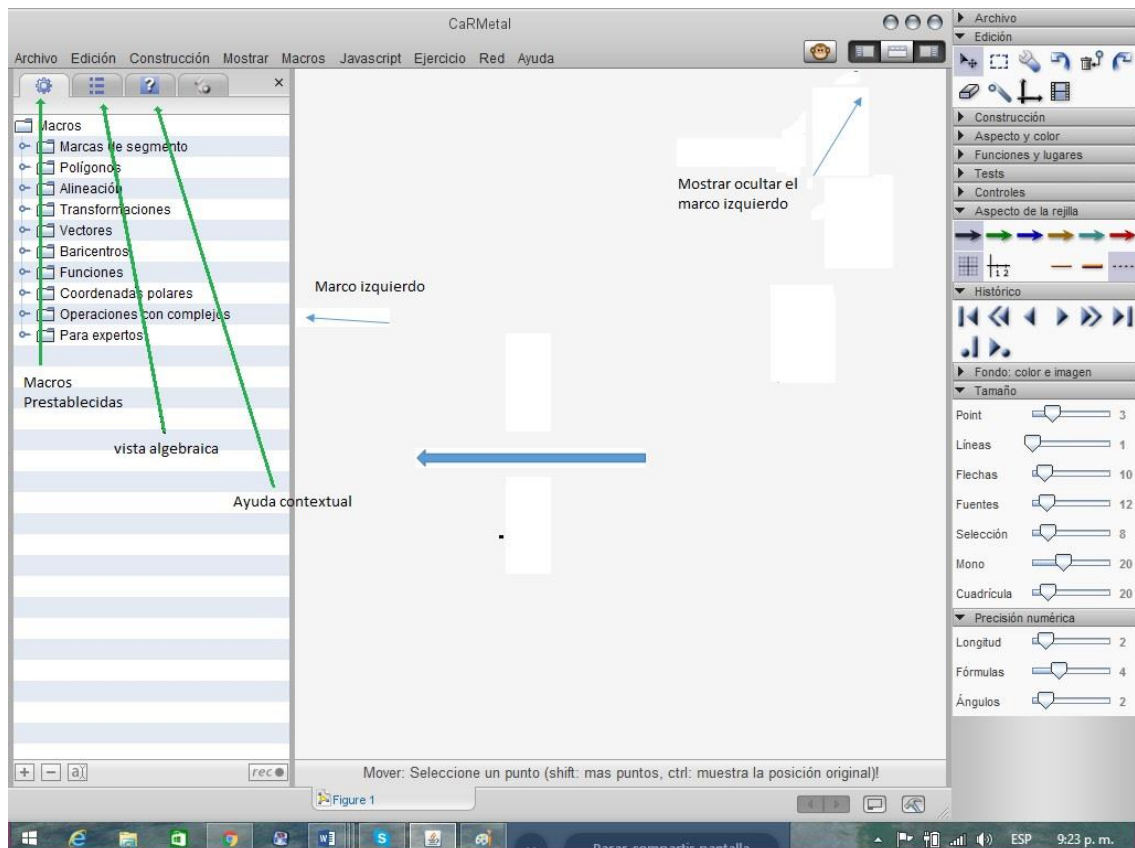 CaRMetal
Archivo Edición Construcción Mostrar Macros Javascript Ejercicio Red Ayuda
Macros
Marcas de segmento
Polígonos
Alineación
Transformaciones
Vectores
Baricentros
Funciones
Coordenadas polares
Operaciones con complejos
Para expertos
Macros
Prestablecidas
vista algebraica
Ayuda contextual
Marco izquierdo
Mostrar ocultar el
marco izquierdo
a
rec
Mover: Seleccione un punto (shift: mas puntos, ctrl: muestra la posición original)!
Figure 1
Archivo
Edición
Construcción
Aspecto y color
Funciones y lugares
Tests
Controles
Aspecto de la rejilla
1 2
Histórico
Fondo: color e imagen
Tamaño
Point 3
Líneas 1
Flechas 10
Fuentes 12
Selección 8
Mono 20
Cuadrícula 20
Precisión numérica
Longitud 2
Fórmulas 4
Ángulos 2
compartir pantalla
ESP 9:23 p. m.